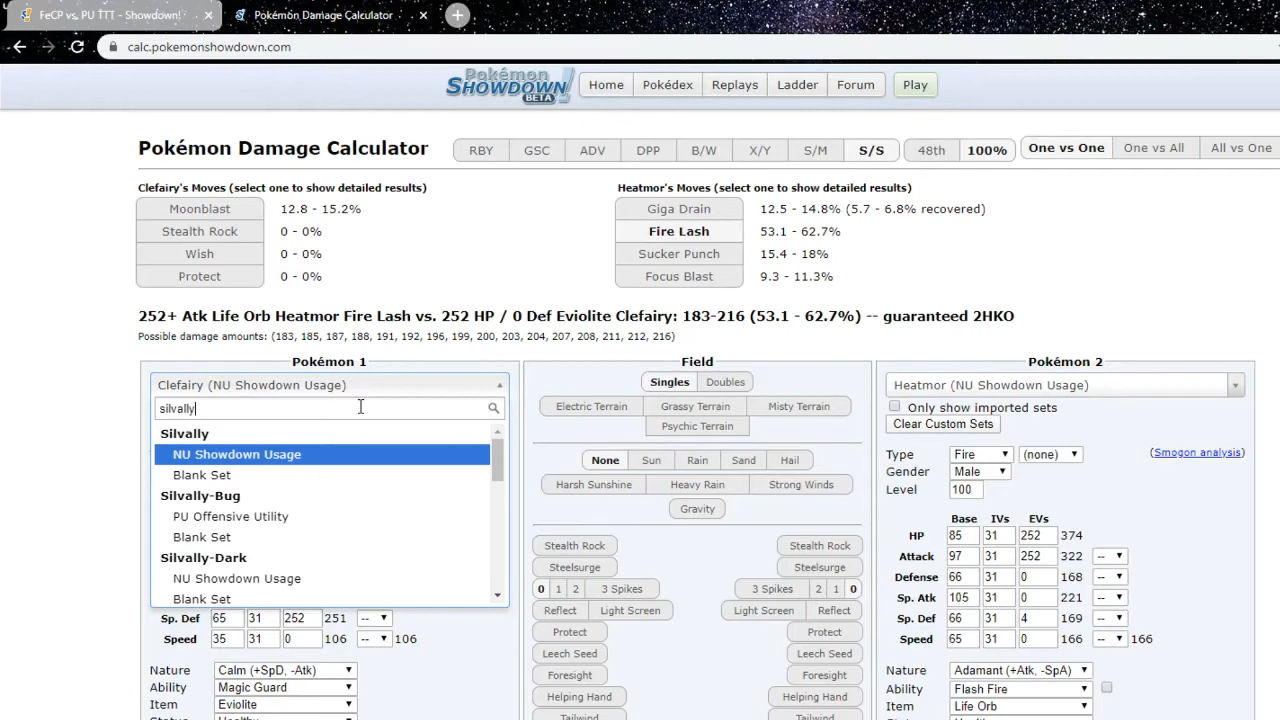 FeCP vs. PU TTT - Showdown!
Pokémon Damage Calculator
calc.pokemonshowdown.com
Pokémon SHOWDOWN! BETA
Home Pokédex Replays Ladder Forum Play
Pokémon Damage Calculator
RBY GSC ADV DPP B/W X/Y S/M S/S 48th 100% One vs One One vs All All vs One
Clefairy's Moves (select one to show detailed results)
Moonblast 12.8 - 15.2%
Stealth Rock 0 - 0%
Wish 0 - 0%
Protect 0 - 0%
Heatmor's Moves (select one to show detailed results)
Giga Drain 12.5 - 14.8% (5.7 - 6.8% recovered)
Fire Lash 53.1 - 62.7%
Sucker Punch 15.4 - 18%
Focus Blast 9.3 - 11.3%
252+ Atk Life Orb Heatmor Fire Lash vs. 252 HP / 0 Def Eviolite Clefairy: 183-216 (53.1 - 62.7%) -- guaranteed 2HKO
Possible damage amounts: (183, 185, 187, 188, 191, 192, 196, 199, 200, 203, 204, 207, 208, 211, 212, 216)
Pokémon 1
Clefairy (NU Showdown Usage)
silvally
Silvally
NU Showdown Usage
Blank Set
Silvally-Bug
PU Offensive Utility
Blank Set
Silvally-Dark
NU Showdown Usage
Blank Set
Sp. Def 65 31 252 251 --
Speed 35 31 0 106 -- 106
Nature Calm (+SpD, -Atk)
Ability Magic Guard
Item Eviolite
Field
Singles Doubles
Electric Terrain Grassy Terrain Misty Terrain
Psychic Terrain
None Sun Rain Sand Hail
Harsh Sunshine Heavy Rain Strong Winds
Gravity
Stealth Rock Stealth Rock
Steelsurge Steelsurge
0 1 2 3 Spikes 3 Spikes 2 1 0
Reflect Light Screen Light Screen Reflect
Protect Protect
Leech Seed Leech Seed
Foresight Foresight
Helping Hand Helping Hand
Tailwind Tailwind
Pokémon 2
Heatmor (NU Showdown Usage)
Only show imported sets
Clear Custom Sets
Type Fire (none) (Smogon analysis)
Gender Male
Level 100
Base IVs EVs
HP 85 31 252 374
Attack 97 31 252 322 --
Defense 66 31 0 168 --
Sp. Atk 105 31 0 221 --
Sp. Def 66 31 4 169 --
Speed 65 31 0 166 -- 166
Nature Adamant (+Atk, -SpA)
Ability Flash Fire
Item Life Orb